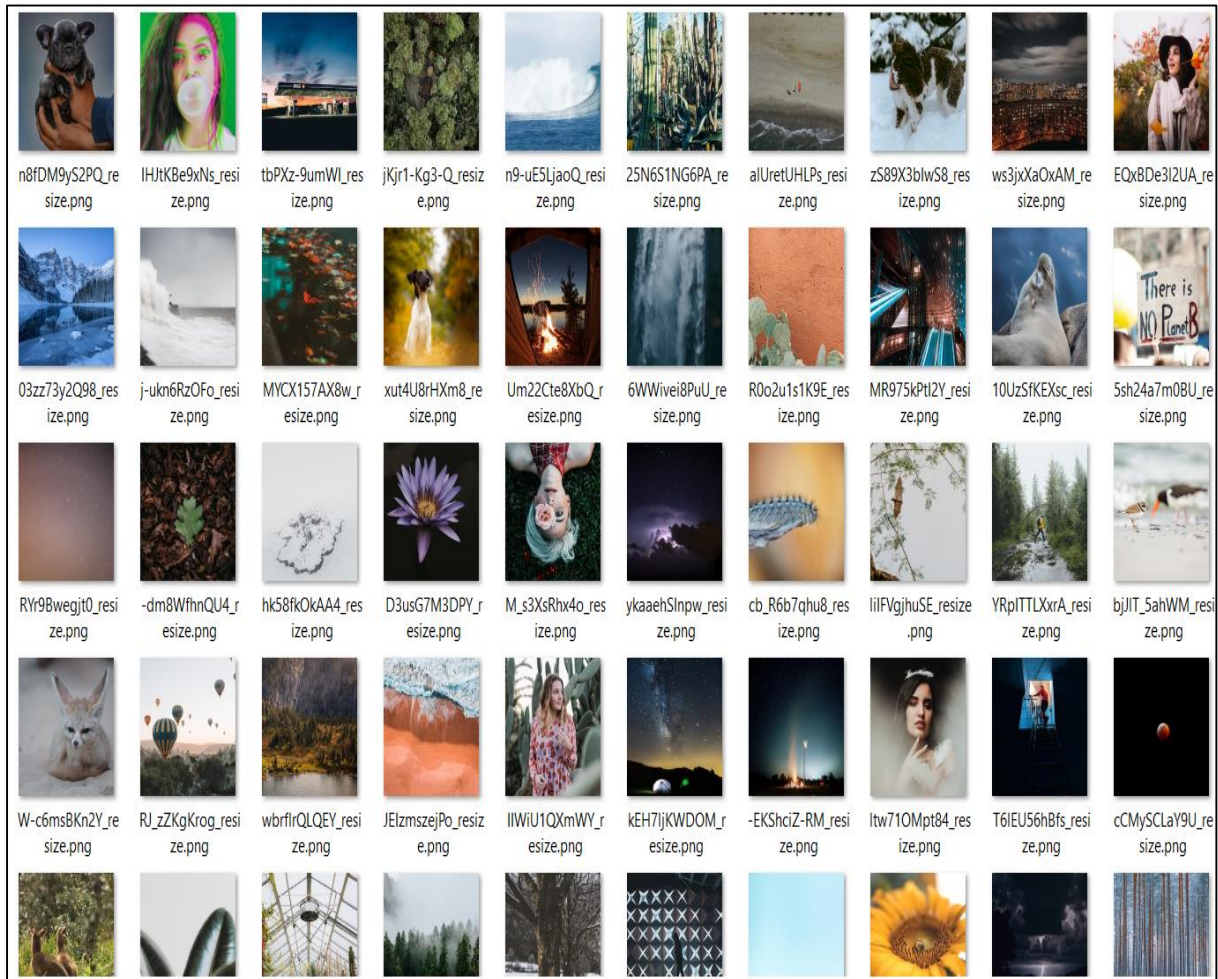 n8fDM9yS2PQ_re
size.png
IHJtKBe9xNs_resi
ze.png
tbPXz-9umWI_res
ize.png
jKjr1-Kg3-Q_resiz
e.png
n9-uE5LjaoQ_resi
ze.png
25N6S1NG6PA_re
size.png
alUretUHLPs_resi
ze.png
zS89X3bIwS8_res
ize.png
ws3jxXaOxAM_re
size.png
EQxBDe3I2UA_re
size.png
There is
NO PlanetB
03zz73y2Q98_res
ize.png
j-ukn6RzOFo_resi
ze.png
MYCX157AX8w_r
esize.png
xut4U8rHXm8_re
size.png
Um22Cte8XbQ_r
esize.png
6WWivei8PuU_re
size.png
R0o2u1s1K9E_res
ize.png
MR975kPtI2Y_resi
ze.png
10UzSfKEXsc_resi
ze.png
5sh24a7m0BU_re
size.png
RYr9Bwegjt0_resi
ze.png
-dm8WfhnQU4_r
esize.png
hk58fkOkAA4_res
ize.png
D3usG7M3DPY_r
esize.png
M_s3XsRhx4o_res
ize.png
ykaaehSInpw_resi
ze.png
cb_R6b7qhu8_res
ize.png
IiIFVgjhuSE_resize
.png
YRpITTLXxrA_resi
ze.png
bjJIT_5ahWM_resi
ze.png
W-c6msBKn2Y_re
size.png
RJ_zZKgKrog_resi
ze.png
wbrfIrQLQEY_resi
ze.png
JEIzmszejPo_resiz
e.png
IIWiU1QXmWY_r
esize.png
kEH7IjKWDOM_r
esize.png
-EKShciZ-RM_resi
ze.png
Itw71OMpt84_res
ize.png
T6IEU56hBfs_resi
ze.png
cCMySCLaY9U_re
size.png